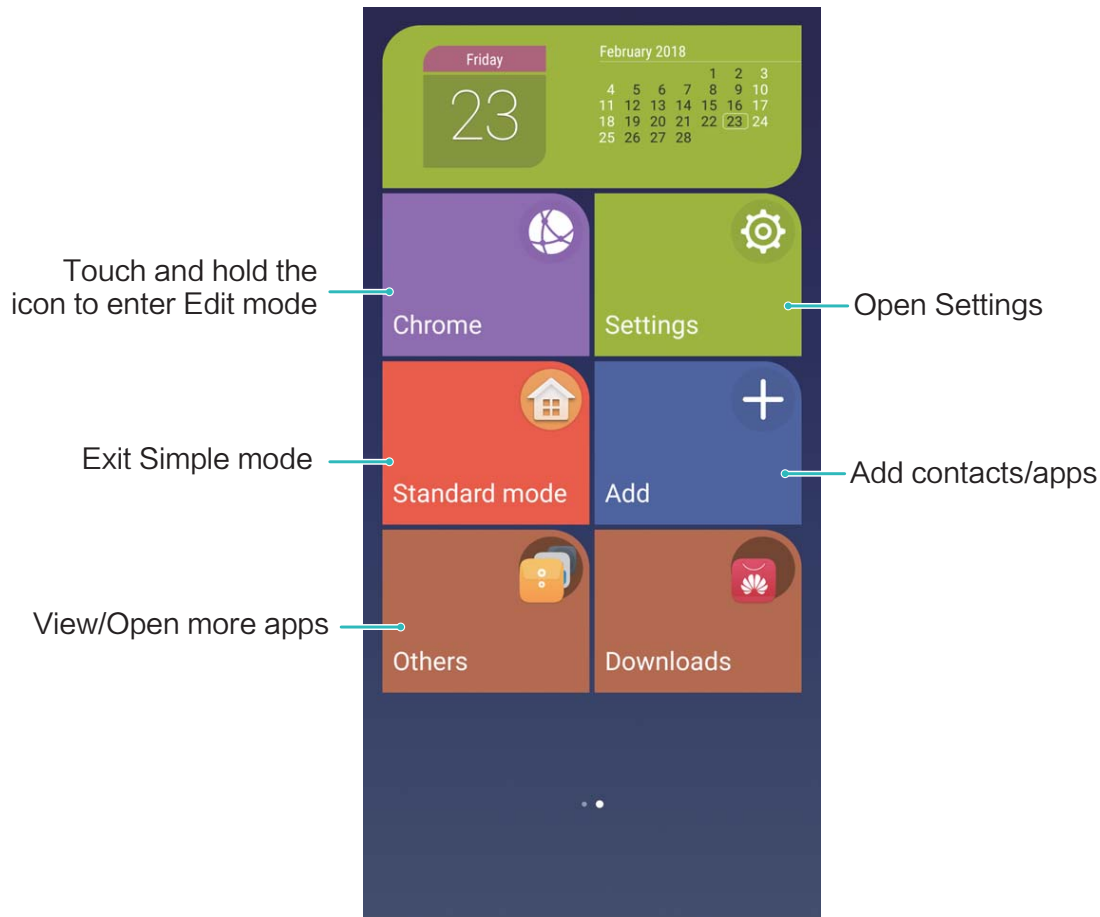 Friday
23
February 2018
1 2 3
4 5 6 7 8 9 10
11 12 13 14 15 16 17
18 19 20 21 22 23 24
25 26 27 28
Touch and hold the
icon to enter Edit mode
Chrome
Settings
Open Settings
Exit Simple mode
Standard mode
Add
Add contacts/apps
View/Open more apps
Others
Downloads